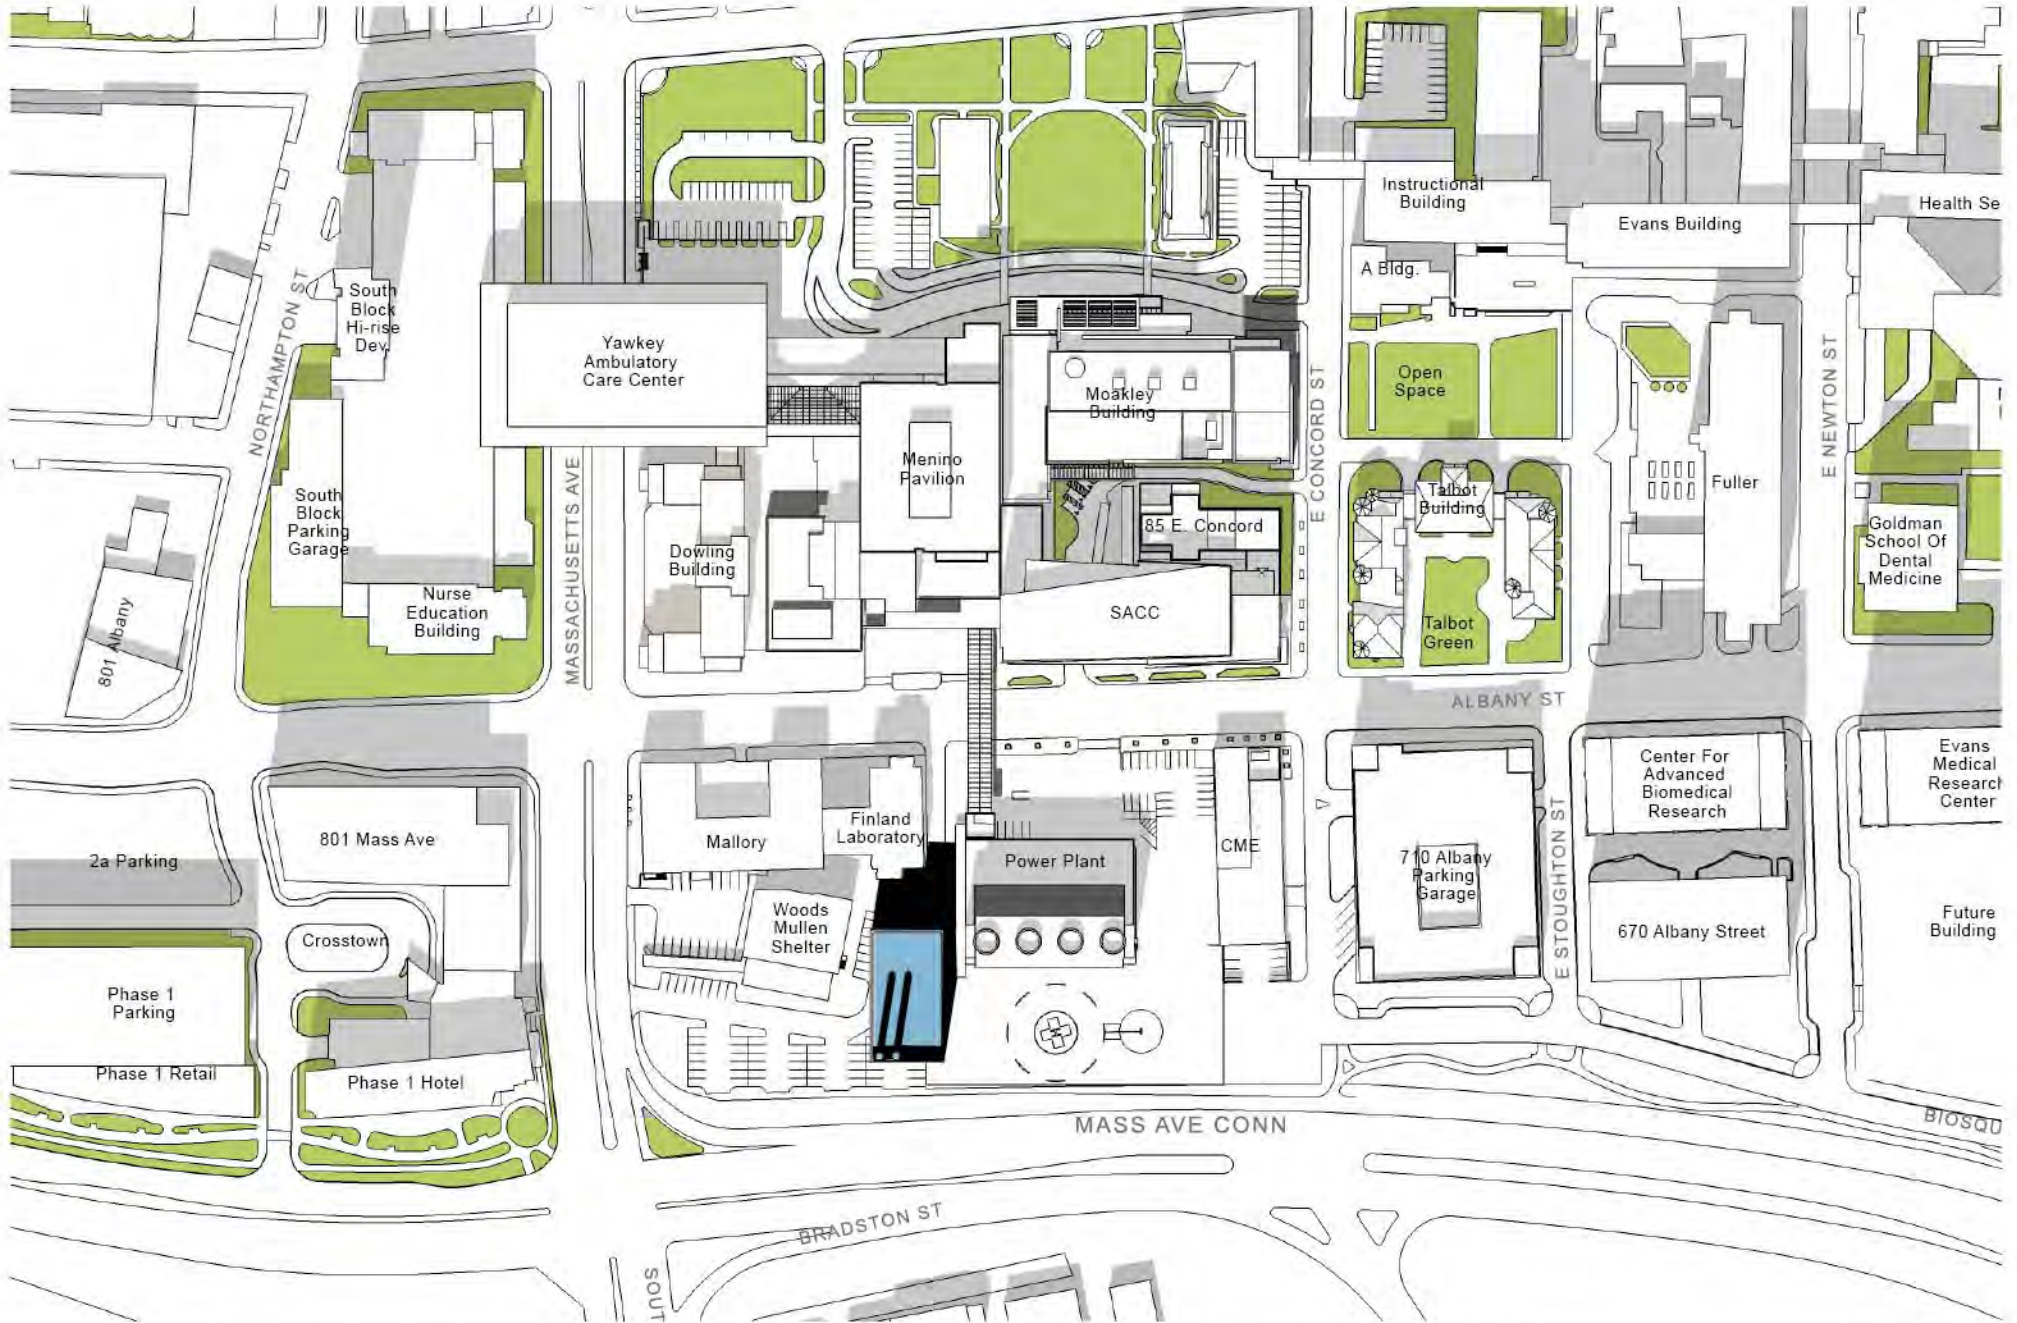 Instructional
Building
Health Se
Evans Building
A Bldg.
NORTHAMPTON ST
South
Block
Hi-rise
Dev.
Yawkey
Ambulatory
Care Center
Moakley
Building
E CONCORD ST
Open
Space
E NEWTON ST
Menino
Pavilion
MASSACHUSETTS AVE
South
Block
Parking
Garage
Dowling
Building
85 E. Concord
Talbot
Building
Fuller
Goldman
School Of
Dental
Medicine
Nurse
Education
Building
SACC
Talbot
Green
801 Albany
ALBANY ST
Center For
Advanced
Biomedical
Research
Evans
Medical
Research
Center
801 Mass Ave
Mallory
Finland
Laboratory
Power Plant
CME
710 Albany
Parking
Garage
E STOUGHTON ST
2a Parking
Crosstown
Woods
Mullen
Shelter
670 Albany Street
Future
Building
Phase 1
Parking
Phase 1 Retail
Phase 1 Hotel
MASS AVE CONN
BIOSQU
BRADSTON ST
SOUT